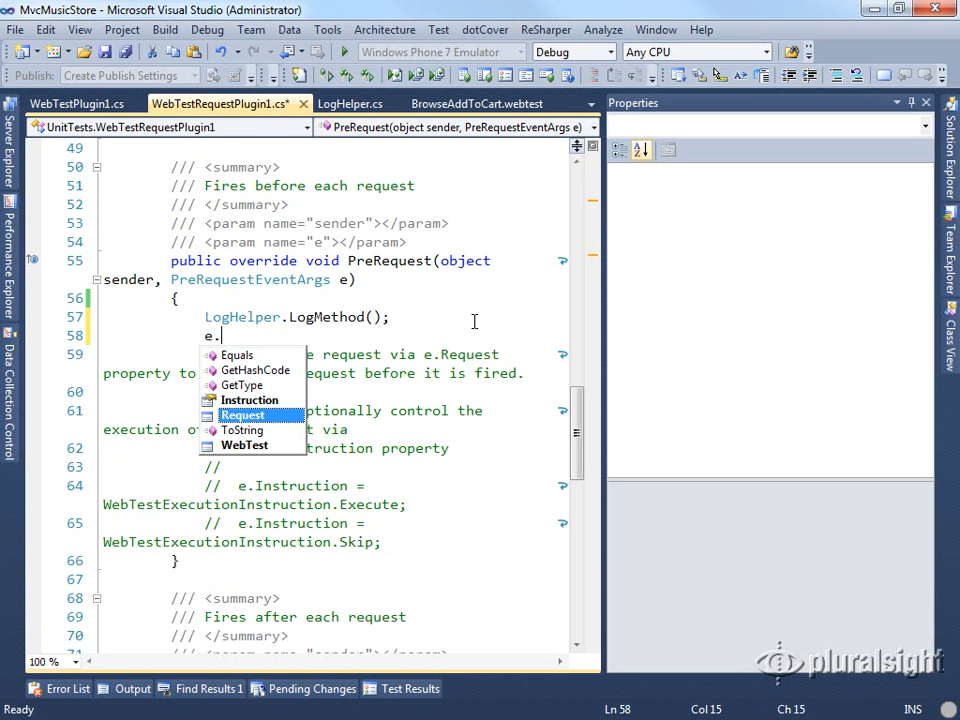 MvcMusicStore - Microsoft Visual Studio (Administrator)
File Edit View Project Build Debug Team Data Tools Architecture Test dotCover ReSharper Analyze Window Help
Windows Phone 7 Emulator Debug Any CPU
Publish: Create Publish Settings
WebTestPlugin1.cs WebTestRequestPlugin1.cs* LogHelper.cs BrowseAddToCart.webtest
UnitTests.WebTestRequestPlugin1 PreRequest(object sender, PreRequestEventArgs e)
49
50 /// <summary>
51 /// Fires before each request
52 /// </summary>
53 /// <param name="sender"></param>
54 /// <param name="e"></param>
55 public override void PreRequest(object
sender, PreRequestEventArgs e)
56 {
57 LogHelper.LogMethod();
58 e.
59 e request via e.Request
property to equest before it is fired.
60
61 ptionally control the
execution o t via
62 struction property
63 //
64 // e.Instruction =
WebTestExecutionInstruction.Execute;
65 // e.Instruction =
WebTestExecutionInstruction.Skip;
66 }
67
68 /// <summary>
69 /// Fires after each request
70 /// </summary>
Equals
GetHashCode
GetType
Instruction
Request
ToString
WebTest
100 %
Properties
Server Explorer
Performance Explorer
Data Collection Control
Solution Explorer
Team Explorer
Class View
pluralsight
Error List Output Find Results 1 Pending Changes Test Results
Ready Ln 58 Col 15 Ch 15 INS